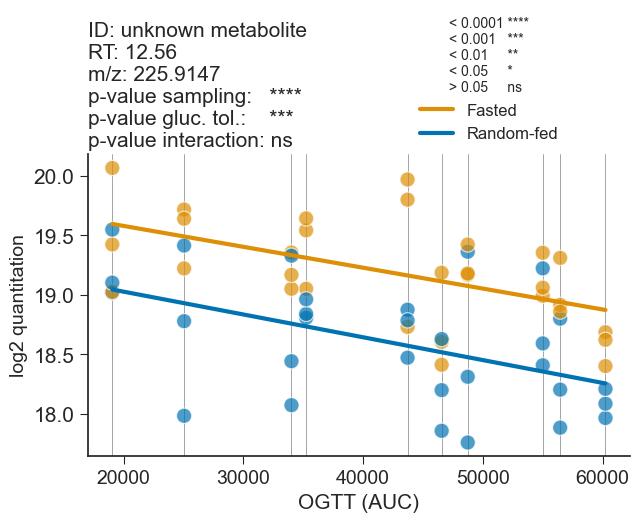 ID: unknown metabolite
RT: 12.56
m/z: 225.9147
p-value sampling: ****
p-value gluc. tol.: ***
p-value interaction: ns
< 0.0001 ****
< 0.001 ***
< 0.01 **
< 0.05 *
> 0.05 ns
Fasted
Random-fed
log2 quantitation
20.0
19.5
19.0
18.5
18.0
20000 30000 40000 50000 60000
OGTT (AUC)